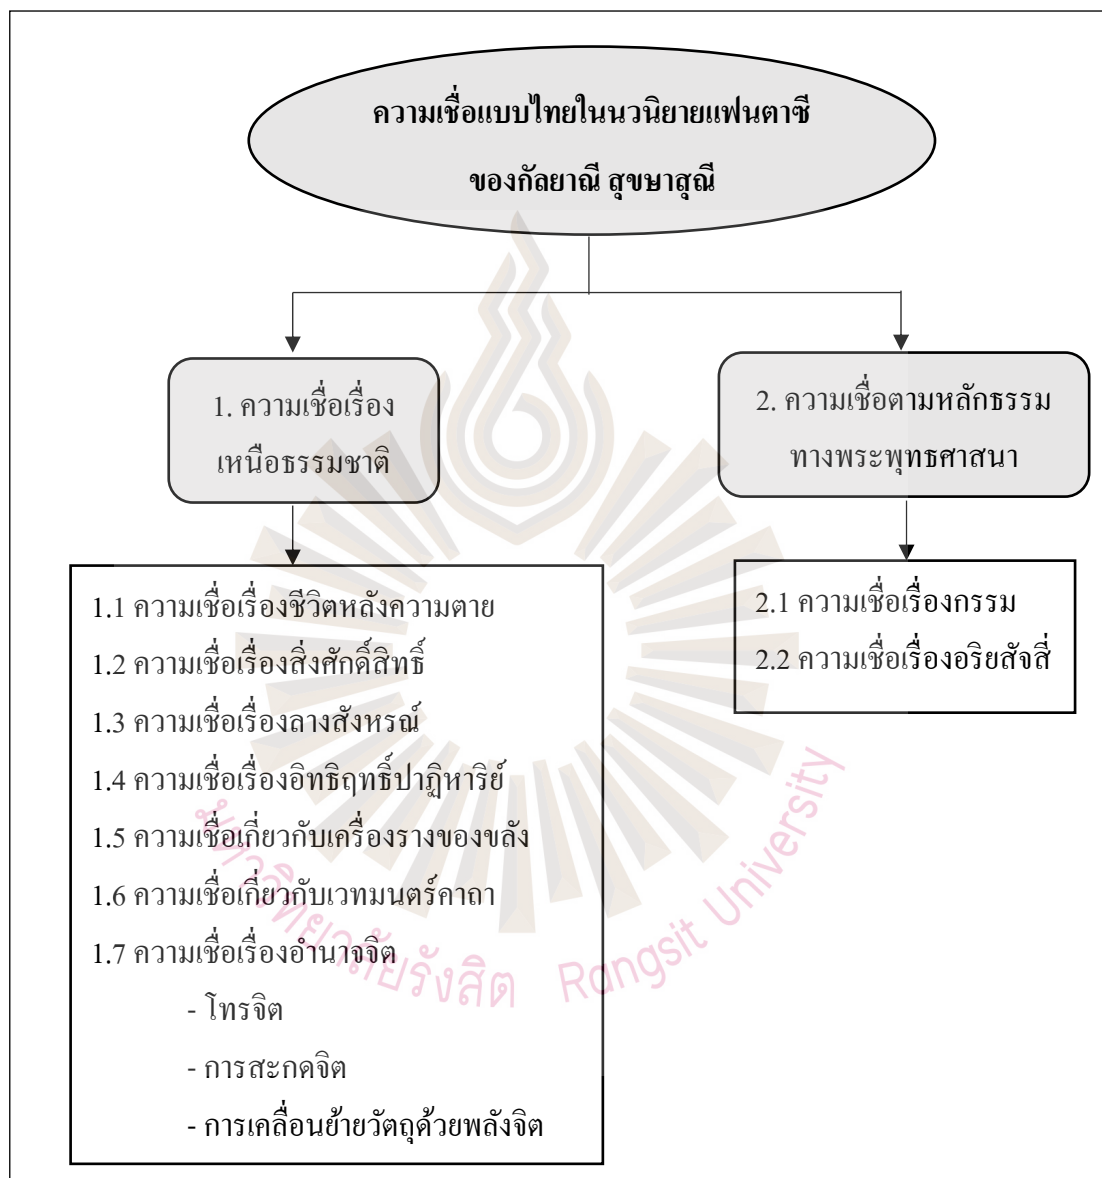 ความเชื่อแบบไทยในนวนิยายแฟนตาซี
ของกัลยาณี สุขษาสุณี
1. ความเชื่อเรื่อง
เหนือธรรมชาติ
2. ความเชื่อตามหลักธรรม
ทางพระพุทธศาสนา
1.1 ความเชื่อเรื่องชีวิตหลังความตาย
1.2 ความเชื่อเรื่องสิ่งศักดิ์สิทธิ์
1.3 ความเชื่อเรื่องลางสังหรณ์
1.4 ความเชื่อเรื่องอิทธิฤทธิ์ปาฏิหาริย์
1.5 ความเชื่อเกี่ยวกับเครื่องรางของขลัง
1.6 ความเชื่อเกี่ยวกับเวทมนตร์คาถา
1.7 ความเชื่อเรื่องอำนาจจิต
- โทรจิต
- การสะกดจิต
- การเคลื่อนย้ายวัตถุด้วยพลังจิต
2.1 ความเชื่อเรื่องกรรม
2.2 ความเชื่อเรื่องอริยสัจสี่
มหาวิทยาลัยรังสิต Rangsit University